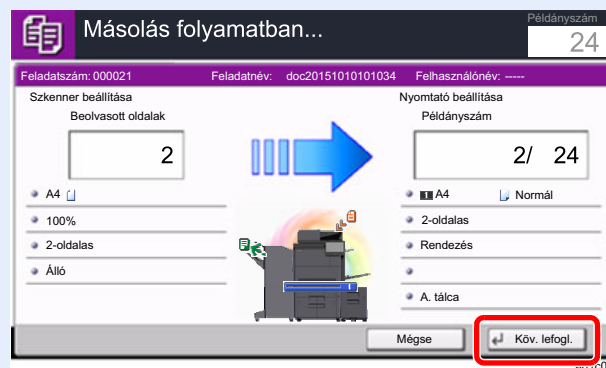 Másolás folyamatban...
Példányszám
24
Feladatszám: 000021 Feladatnév: doc20151010101034 Felhasználónév: -----
Szkenner beállítása
Beolvasott oldalak
2
A4
100%
2-oldalas
Álló
Nyomtató beállítása
Példányszám
2/ 24
1 A4 Normál
2-oldalas
Rendezés
A. tálca
Mégse
Köv. lefogl.